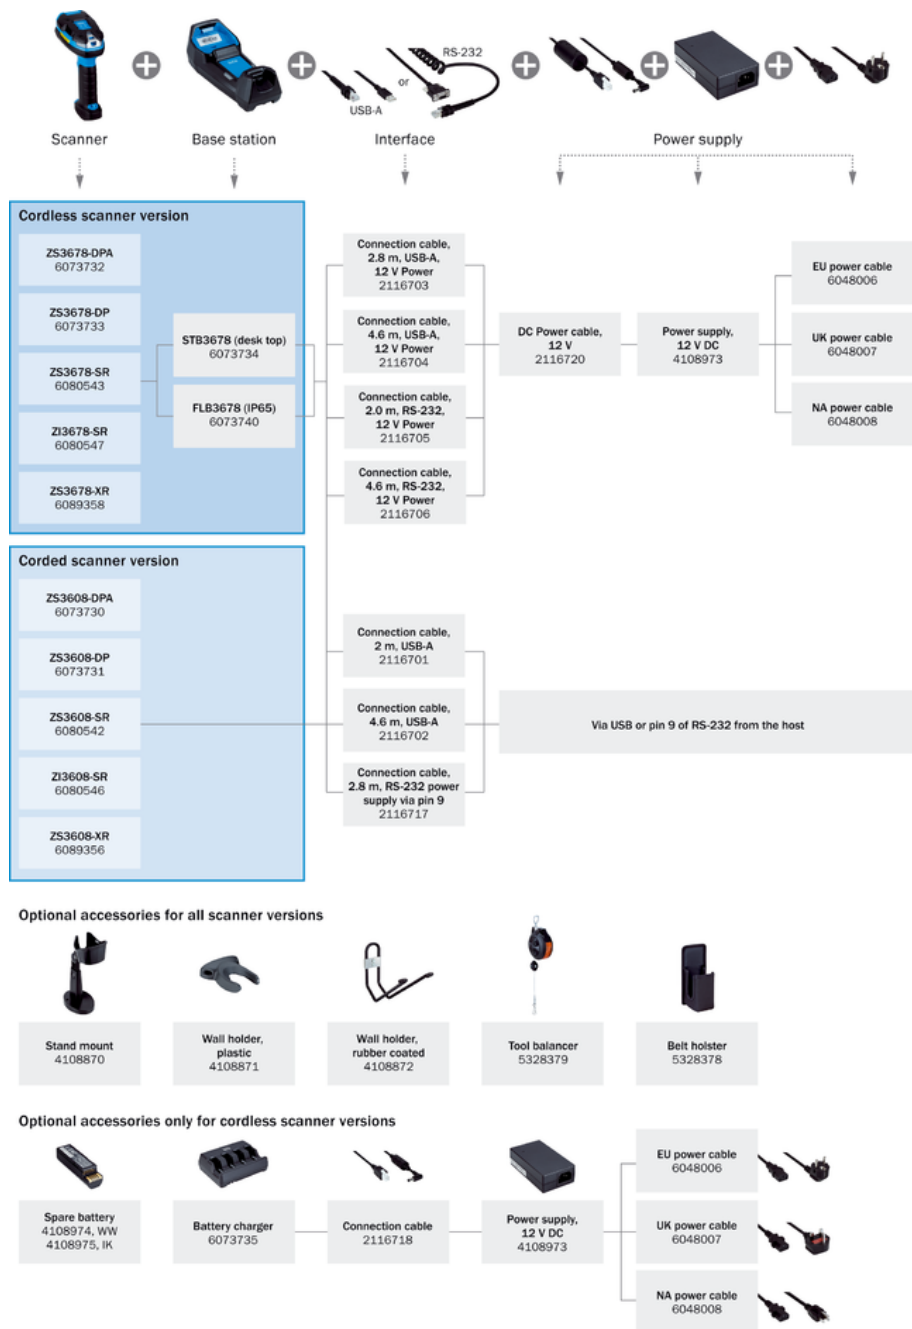 RS-232
or
USB-A
Scanner
Base station
Interface
Power supply
Cordless scanner version
ZS3678-DPA
6073732
ZS3678-DP
6073733
ZS3678-SR
6080543
ZI3678-SR
6080547
ZS3678-XR
6089358
STB3678 (desk top)
6073734
FLB3678 (IP65)
6073740
Connection cable,
2.8 m, USB-A,
12 V Power
2116703
Connection cable,
4.6 m, USB-A,
12 V Power
2116704
Connection cable,
2.0 m, RS-232,
12 V Power
2116705
Connection cable,
4.6 m, RS-232,
12 V Power
2116706
DC Power cable,
12 V
2116720
Power supply,
12 V DC
4108973
EU power cable
6048006
UK power cable
6048007
NA power cable
6048008
Corded scanner version
ZS3608-DPA
6073730
ZS3608-DP
6073731
ZS3608-SR
6080542
ZI3608-SR
6080546
ZS3608-XR
6089356
Connection cable,
2 m, USB-A
2116701
Connection cable,
4.6 m, USB-A
2116702
Connection cable,
2.8 m, RS-232 power
supply via pin 9
2116717
Via USB or pin 9 of RS-232 from the host
Optional accessories for all scanner versions
Stand mount
4108870
Wall holder,
plastic
4108871
Wall holder,
rubber coated
4108872
Tool balancer
5328379
Belt holster
5328378
Optional accessories only for cordless scanner versions
Spare battery
4108974, WW
4108975, IK
Battery charger
6073735
Connection cable
2116718
Power supply,
12 V DC
4108973
EU power cable
6048006
UK power cable
6048007
NA power cable
6048008